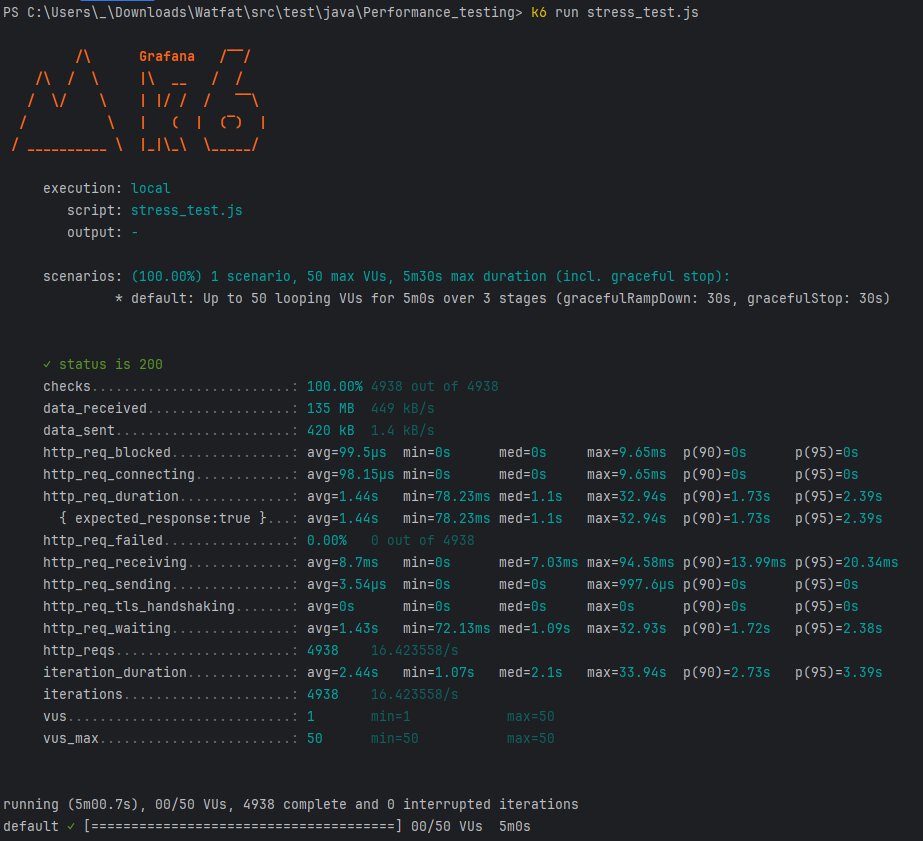 PS C:\Users\_\Downloads\Watfat\src\test\java\Performance_testing> k6 run stress_test.js
Grafana
execution: local
script: stress_test.js
output: -
scenarios: (100.00%) 1 scenario, 50 max VUs, 5m30s max duration (incl. graceful stop):
* default: Up to 50 looping VUs for 5m0s over 3 stages (gracefulRampDown: 30s, gracefulStop: 30s)
✓ status is 200
checks.........................: 100.00% 4938 out of 4938
data_received..................: 135 MB 449 kB/s
data_sent......................: 420 kB 1.4 kB/s
http_req_blocked...............: avg=99.5µs min=0s med=0s max=9.65ms p(90)=0s p(95)=0s
http_req_connecting............: avg=98.15µs min=0s med=0s max=9.65ms p(90)=0s p(95)=0s
http_req_duration..............: avg=1.44s min=78.23ms med=1.1s max=32.94s p(90)=1.73s p(95)=2.39s
{ expected_response:true }...: avg=1.44s min=78.23ms med=1.1s max=32.94s p(90)=1.73s p(95)=2.39s
http_req_failed................: 0.00% 0 out of 4938
http_req_receiving.............: avg=8.7ms min=0s med=7.03ms max=94.58ms p(90)=13.99ms p(95)=20.34ms
http_req_sending...............: avg=3.54µs min=0s med=0s max=997.6µs p(90)=0s p(95)=0s
http_req_tls_handshaking.......: avg=0s min=0s med=0s max=0s p(90)=0s p(95)=0s
http_req_waiting...............: avg=1.43s min=72.13ms med=1.09s max=32.93s p(90)=1.72s p(95)=2.38s
http_reqs......................: 4938 16.423558/s
iteration_duration.............: avg=2.44s min=1.07s med=2.1s max=33.94s p(90)=2.73s p(95)=3.39s
iterations.....................: 4938 16.423558/s
vus............................: 1 min=1 max=50
vus_max........................: 50 min=50 max=50
running (5m00.7s), 00/50 VUs, 4938 complete and 0 interrupted iterations
default ✓ [======================================] 00/50 VUs 5m0s